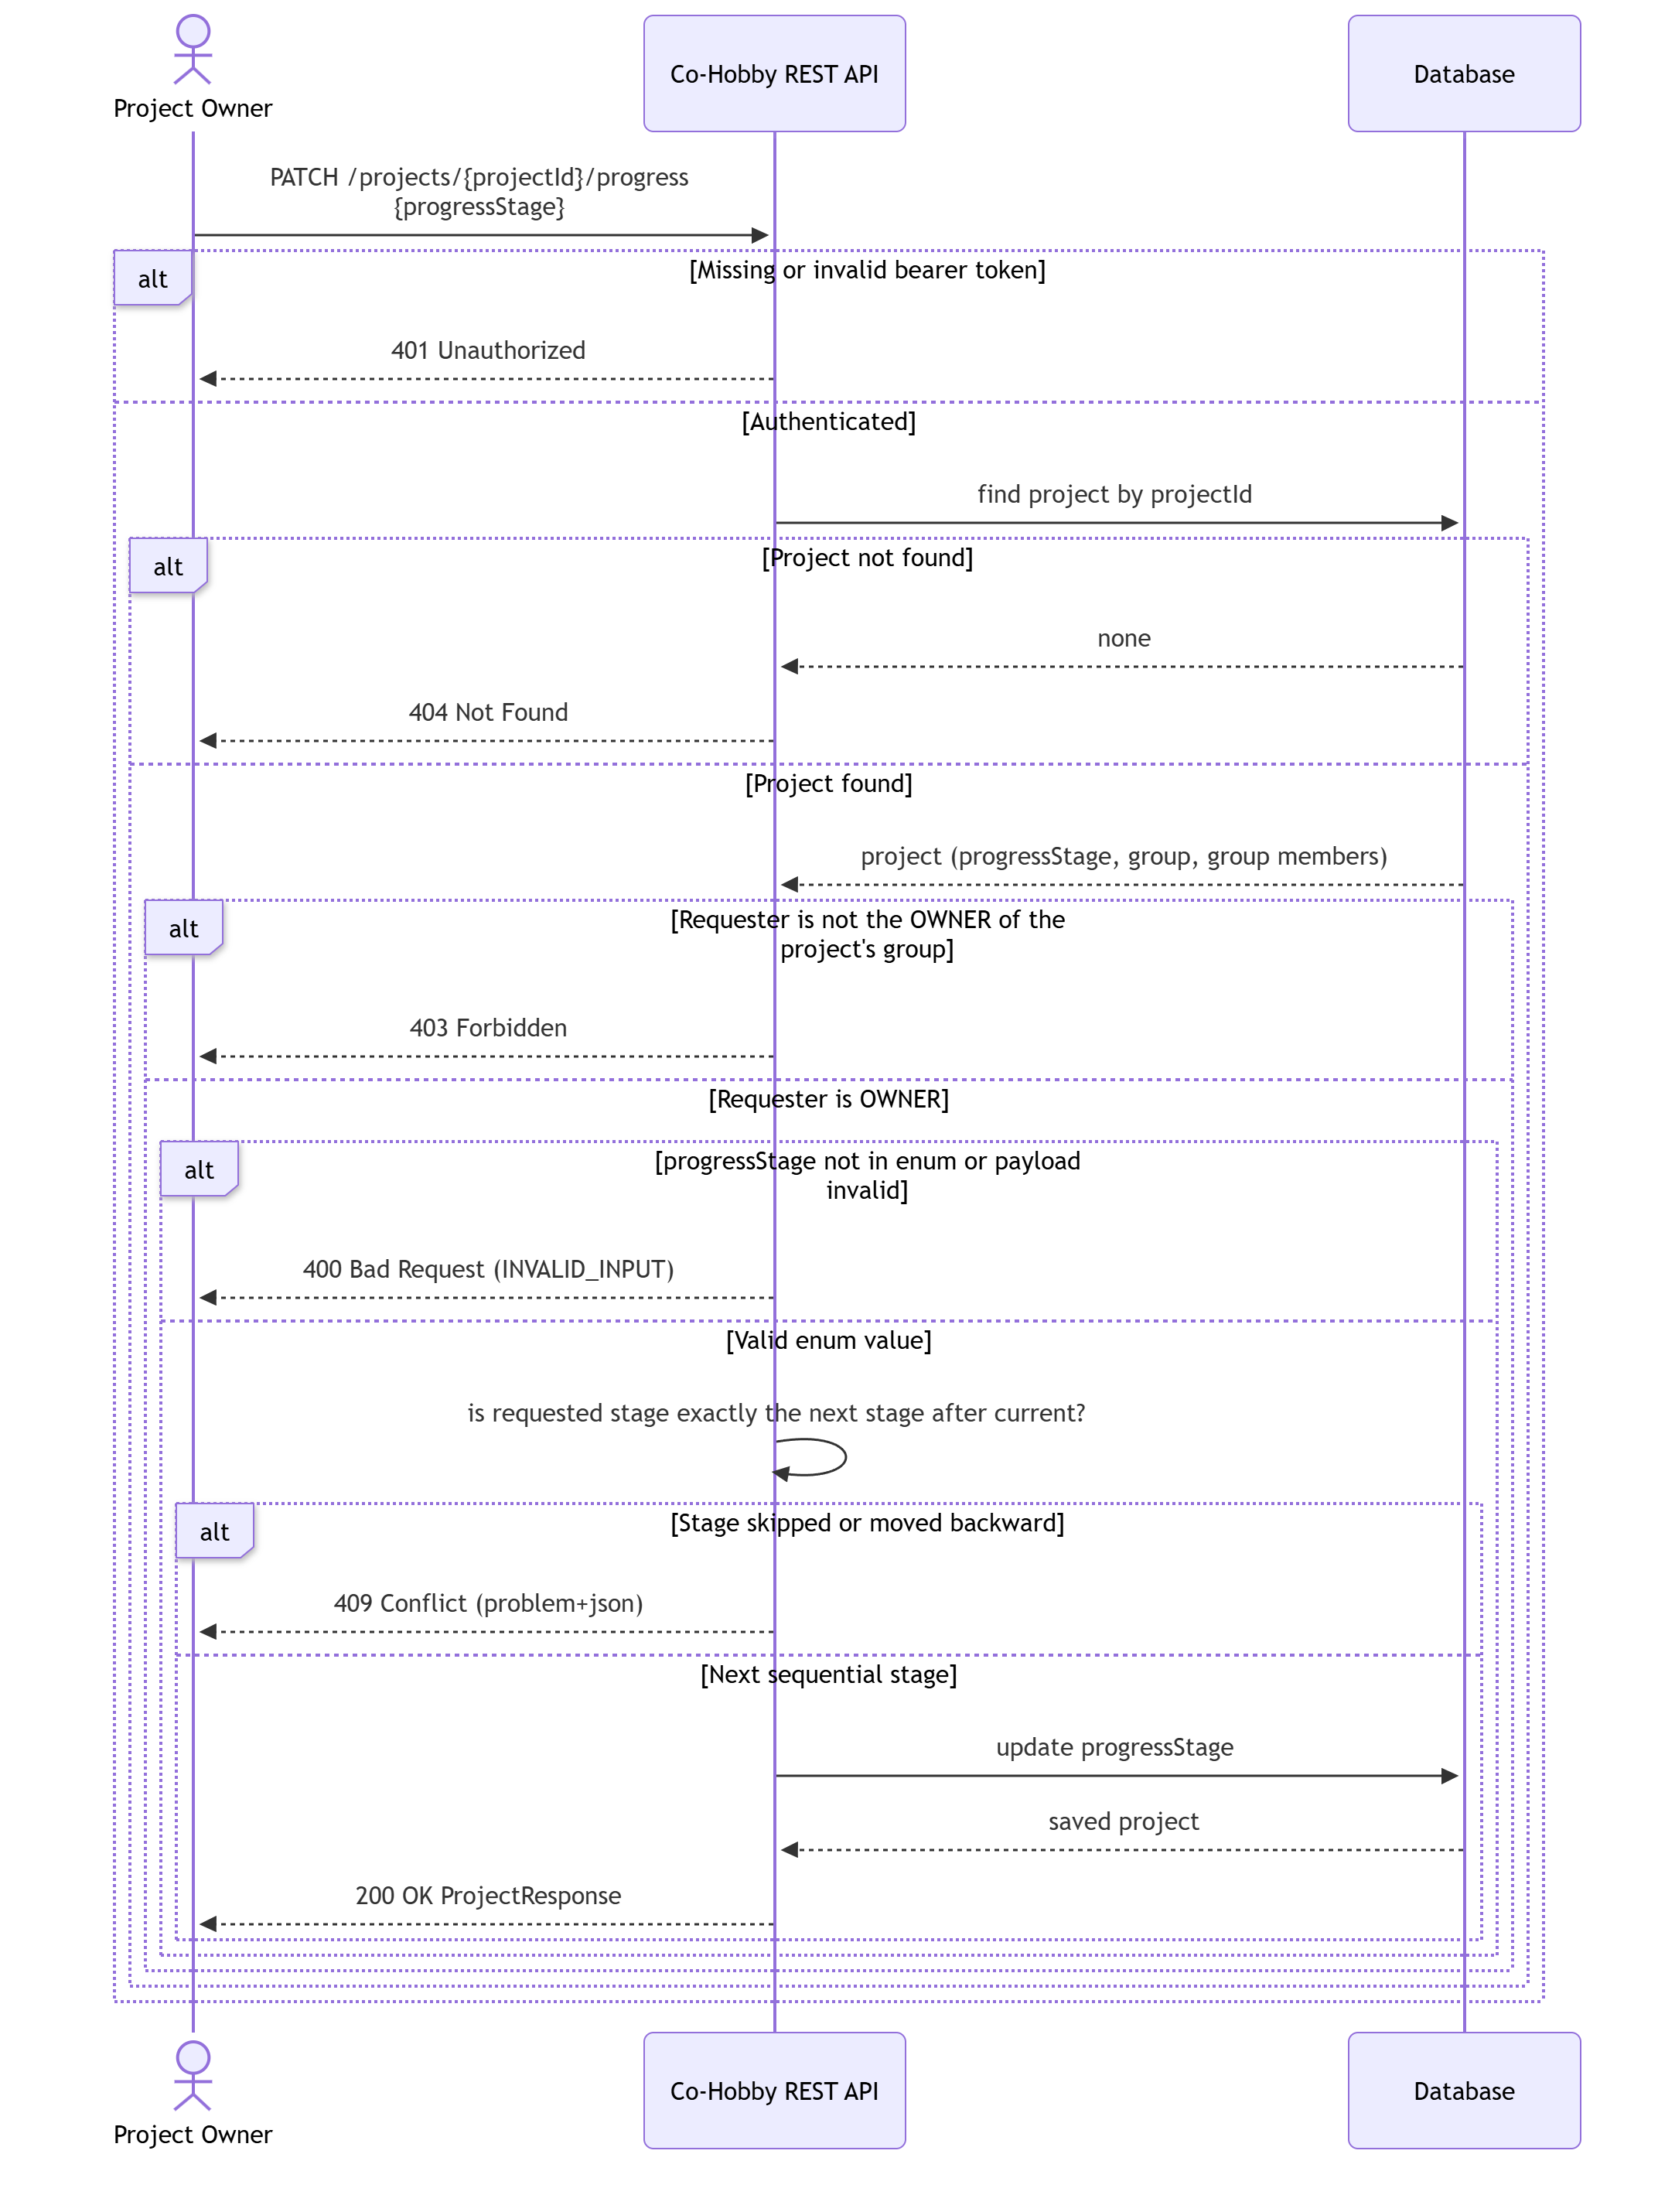 Project Owner
Co-Hobby REST API
Database
PATCH /projects/{projectId}/progress
{progressStage}
alt
[Missing or invalid bearer token]
401 Unauthorized
[Authenticated]
find project by projectId
alt
[Project not found]
none
404 Not Found
[Project found]
project (progressStage, group, group members)
alt
[Requester is not the OWNER of the
project's group]
403 Forbidden
[Requester is OWNER]
alt
[progressStage not in enum or payload
invalid]
400 Bad Request (INVALID_INPUT)
[Valid enum value]
is requested stage exactly the next stage after current?
alt
[Stage skipped or moved backward]
409 Conflict (problem+json)
[Next sequential stage]
update progressStage
saved project
200 OK ProjectResponse
Project Owner
Co-Hobby REST API
Database